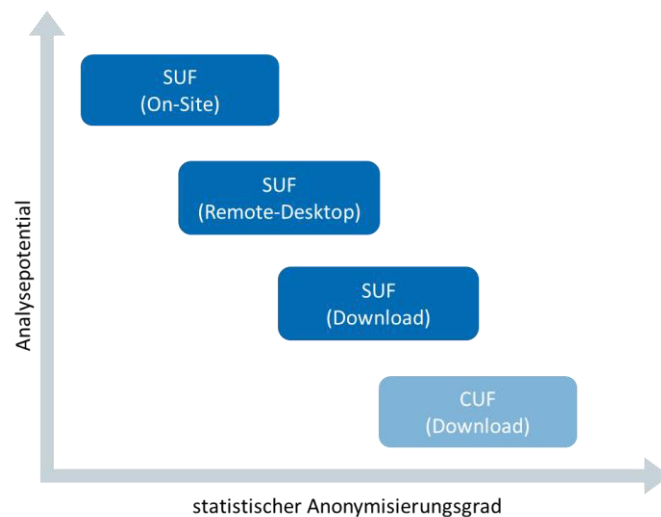 SUF
(On-Site)
SUF
(Remote-Desktop)
SUF
(Download)
CUF
(Download)
Analysepotential
statistischer Anonymisierungsgrad